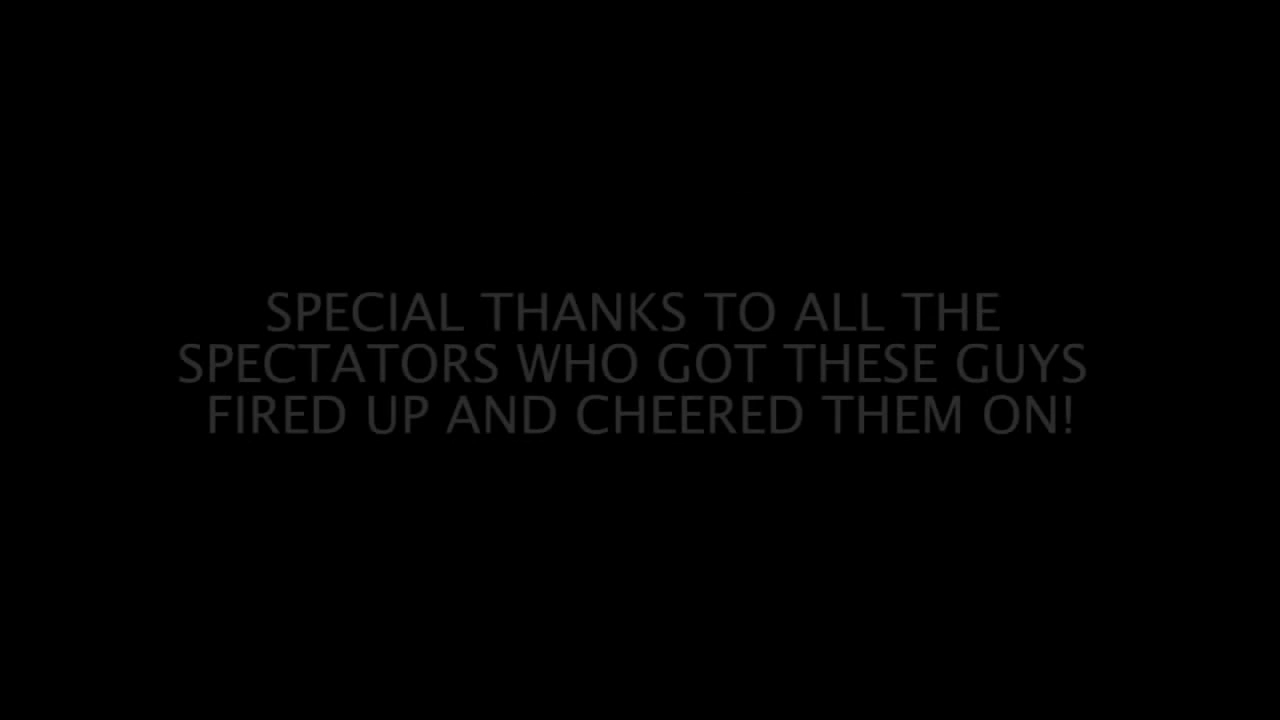 SPECIAL THANKS TO ALL THE
SPECTATORS WHO GOT THESE GUYS
FIRED UP AND CHEERED THEM ON!